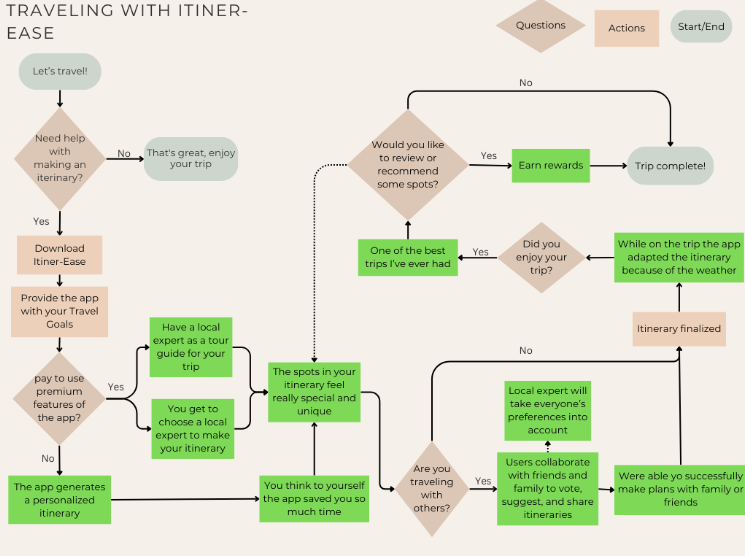 TRAVELING WITH ITINER-
EASE
Questions
Actions
Start/End
Let's travel!
Need help
with
making an
iterinary?
No
That's great, enjoy
your trip
Yes
Download
Itiner-Ease
Provide the app
with your Travel
Goals
pay to use
premium
features of
the app?
Yes
No
Have a local
expert as a tour
guide for your
trip
You get to
choose a local
expert to make
your itinerary
The app generates
a personalized
itinerary
You think to yourself
the app saved you so
much time
The spots in your
itinerary feel
really special and
unique
Are you
traveling
with
others?
No
Yes
Users collaborate
with friends and
family to vote,
suggest, and share
itineraries
Local expert will
take everyone's
preferences into
account
Were able yo successfully
make plans with family or
friends
Itinerary finalized
While on the trip the app
adapted the itinerary
because of the weather
Did you
enjoy your
trip?
Yes
One of the best
trips I've ever had
Would you like
to review or
recommend
some spots?
No
Yes
Earn rewards
Trip complete!